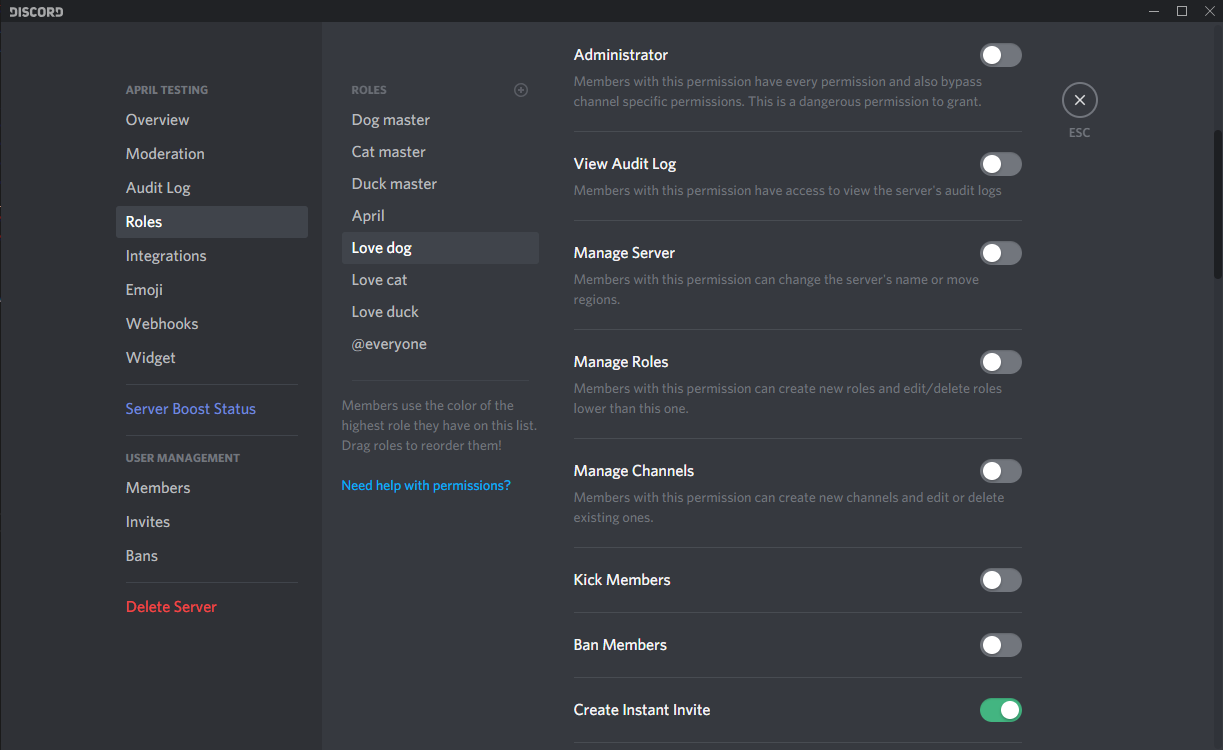 DISCORD
APRIL TESTING
Overview
Moderation
Audit Log
Roles
Integrations
Emoji
Webhooks
Widget
Server Boost Status
USER MANAGEMENT
Members
Invites
Bans
Delete Server
ROLES
Dog master
Cat master
Duck master
April
Love dog
Love cat
Love duck
@everyone
Members use the color of the
highest role they have on this list.
Drag roles to reorder them!
Need help with permissions?
Administrator
Members with this permission have every permission and also bypass
channel specific permissions. This is a dangerous permission to grant.
View Audit Log
Members with this permission have access to view the server's audit logs
Manage Server
Members with this permission can change the server's name or move
regions.
Manage Roles
Members with this permission can create new roles and edit/delete roles
lower than this one.
Manage Channels
Members with this permission can create new channels and edit or delete
existing ones.
Kick Members
Ban Members
Create Instant Invite
ESC